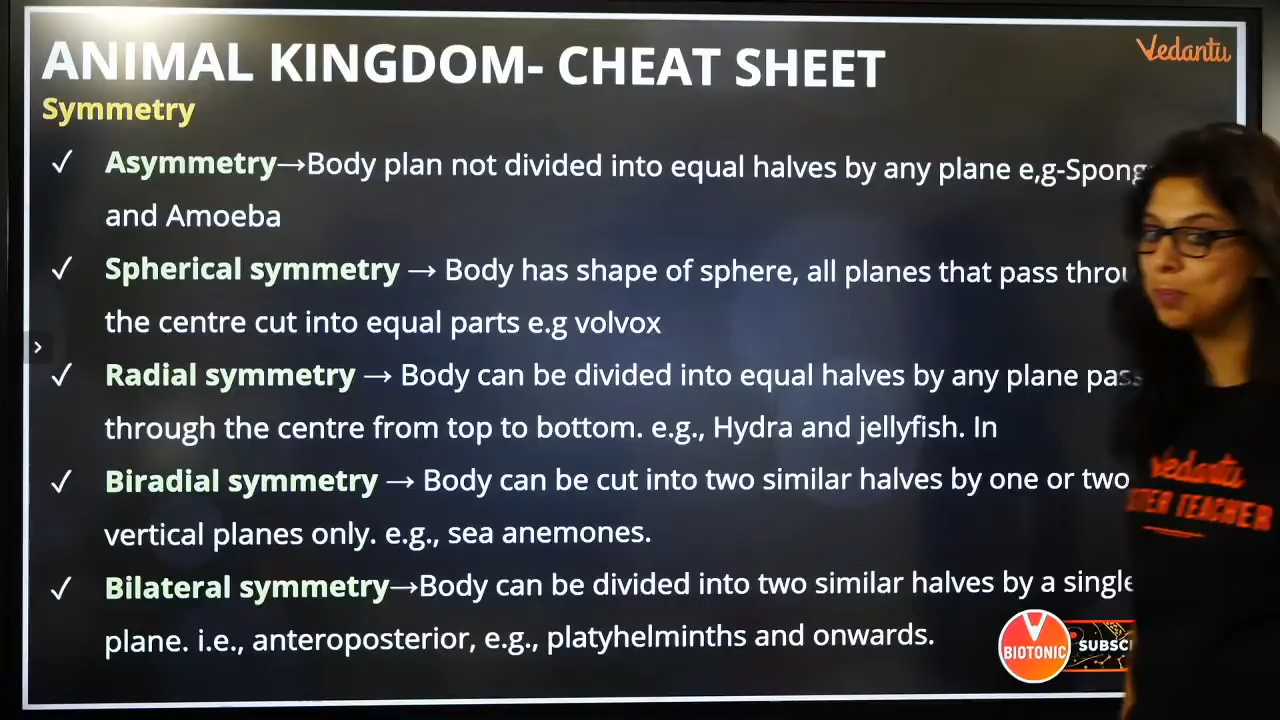 ANIMAL KINGDOM- CHEAT SHEET
Vedantu
Symmetry
✓ Asymmetry→Body plan not divided into equal halves by any plane e,g-Spong
and Amoeba
✓ Spherical symmetry → Body has shape of sphere, all planes that pass throu
the centre cut into equal parts e.g volvox
✓ Radial symmetry → Body can be divided into equal halves by any plane pass
through the centre from top to bottom. e.g., Hydra and jellyfish. In
✓ Biradial symmetry → Body can be cut into two similar halves by one or two
vertical planes only. e.g., sea anemones.
✓ Bilateral symmetry→Body can be divided into two similar halves by a single
plane. i.e., anteroposterior, e.g., platyhelminths and onwards.
Vedantu
TEACHER
BIOTONIC
SUBSC